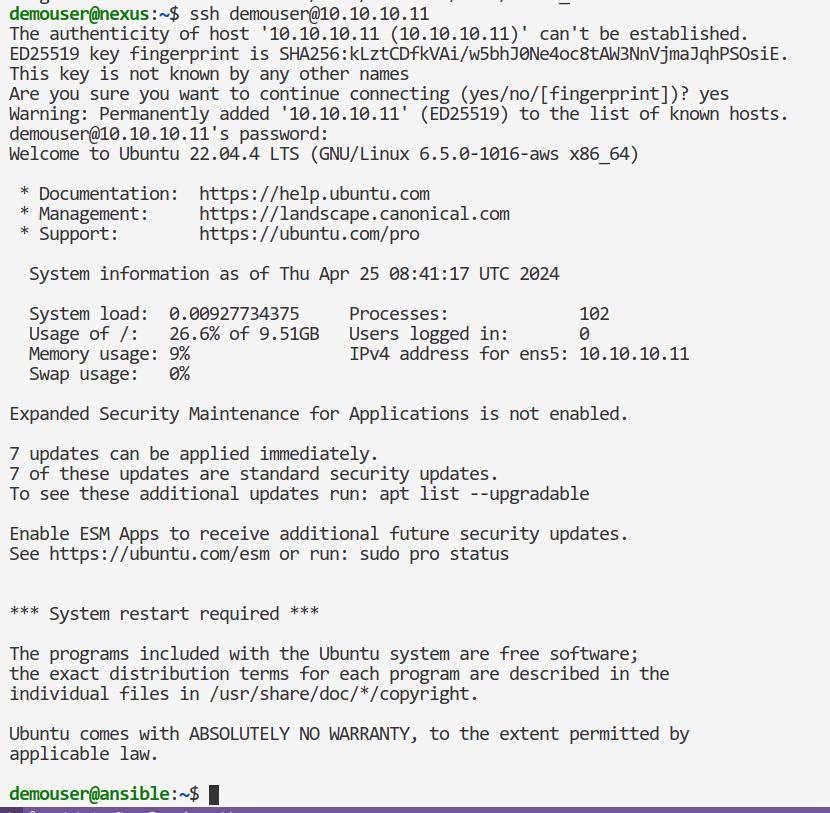 demouser@nexus:~$ ssh demouser@10.10.10.11
The authenticity of host '10.10.10.11 (10.10.10.11)' can't be established.
ED25519 key fingerprint is SHA256:kLztCDfkVAi/w5bhJ0Ne4oc8tAW3NnVjmaJqhPSOsiE.
This key is not known by any other names
Are you sure you want to continue connecting (yes/no/[fingerprint])? yes
Warning: Permanently added '10.10.10.11' (ED25519) to the list of known hosts.
demouser@10.10.10.11's password:
Welcome to Ubuntu 22.04.4 LTS (GNU/Linux 6.5.0-1016-aws x86_64)

 * Documentation:  https://help.ubuntu.com
 * Management:     https://landscape.canonical.com
 * Support:        https://ubuntu.com/pro

  System information as of Thu Apr 25 08:41:17 UTC 2024

  System load:  0.00927734375     Processes:             102
  Usage of /:   26.6% of 9.51GB   Users logged in:       0
  Memory usage: 9%                IPv4 address for ens5: 10.10.10.11
  Swap usage:   0%

Expanded Security Maintenance for Applications is not enabled.

7 updates can be applied immediately.
7 of these updates are standard security updates.
To see these additional updates run: apt list --upgradable

Enable ESM Apps to receive additional future security updates.
See https://ubuntu.com/esm or run: sudo pro status

*** System restart required ***

The programs included with the Ubuntu system are free software;
the exact distribution terms for each program are described in the
individual files in /usr/share/doc/*/copyright.

Ubuntu comes with ABSOLUTELY NO WARRANTY, to the extent permitted by
applicable law.

demouser@ansible:~$